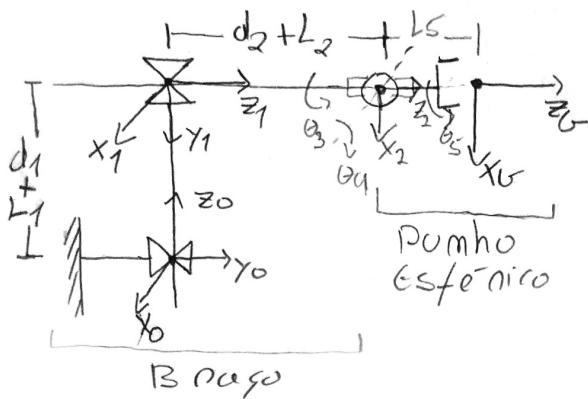 d2 + L2
L5
d1 + L1
Z1
X1
Y1
θ3
θ4
Z2
X2
θ5
Z6
X6
Z0
Y0
X0
Punho
Esférico
Braço